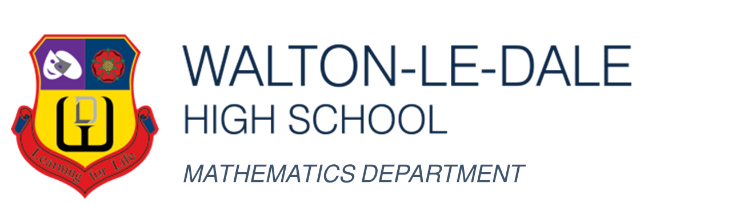 WALTON-LE-DALE
HIGH SCHOOL
MATHEMATICS DEPARTMENT
D
W
Learning for Life